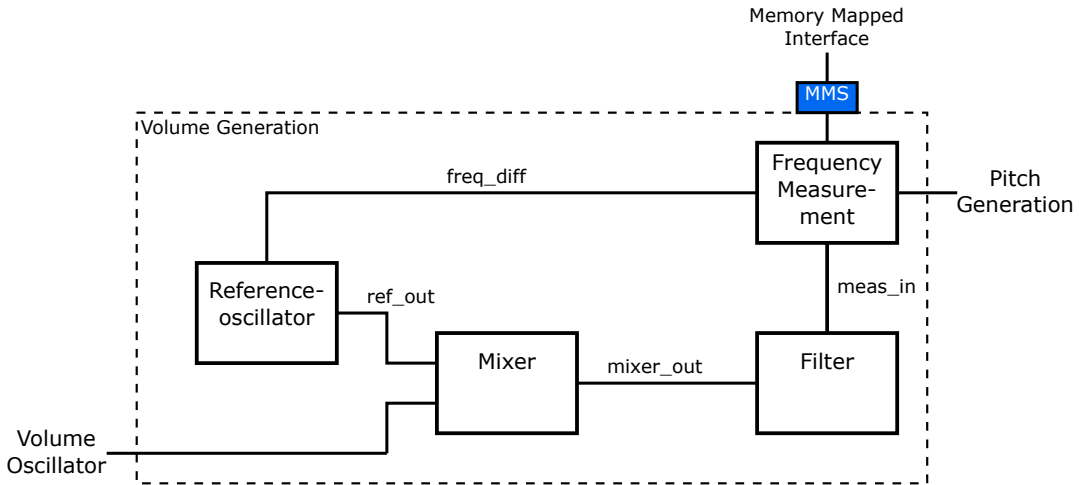 Memory Mapped
Interface
MMS
Volume Generation
Frequency
Measure-
ment
freq_diff
Pitch
Generation
Reference-
oscillator
ref_out
meas_in
Mixer
mixer_out
Filter
Volume
Oscillator